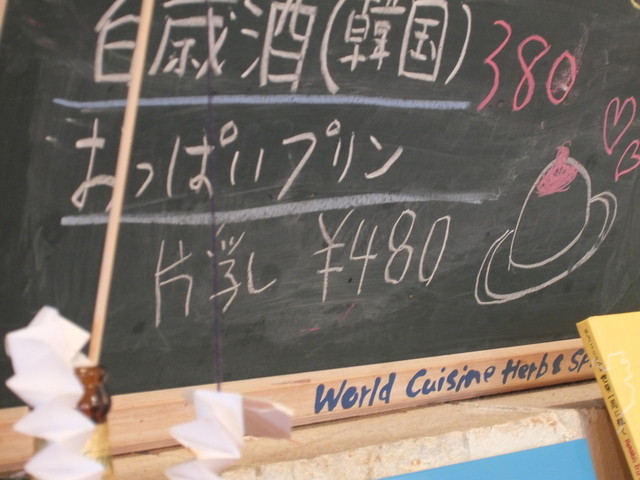 百歳酒(韓国) 380
おっぱいプリン
片乳 ¥480
World Cuisine Herb & Sp